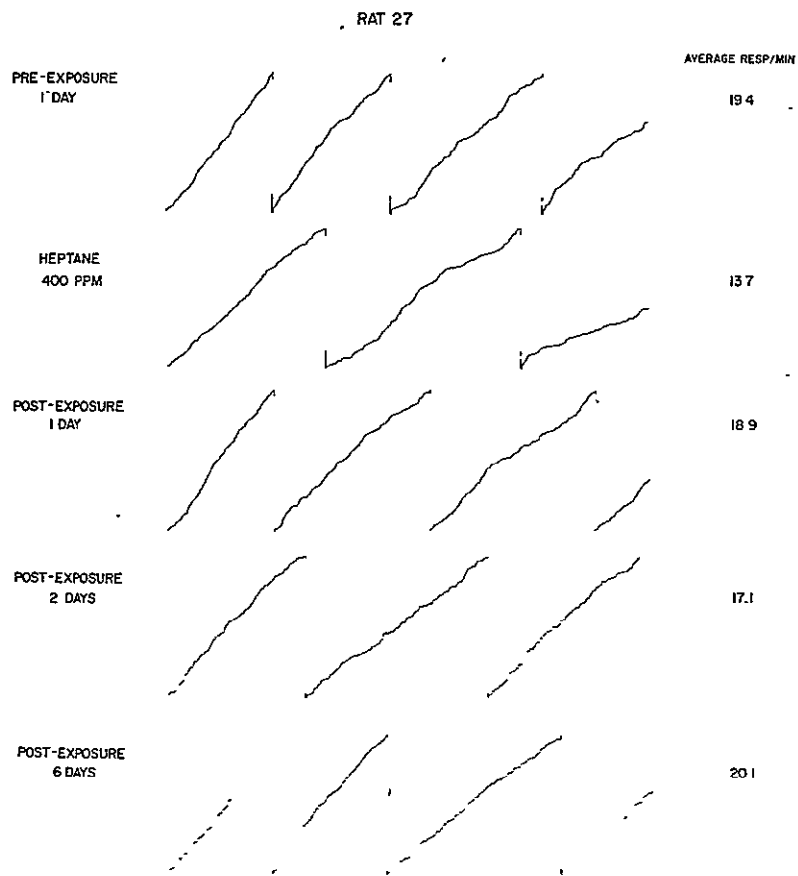 RAT 27
AVERAGE RESP/MIN
PRE-EXPOSURE
1 DAY
19.4
HEPTANE
400 PPM
13.7
POST-EXPOSURE
1 DAY
18.9
POST-EXPOSURE
2 DAYS
17.1
POST-EXPOSURE
6 DAYS
20.1